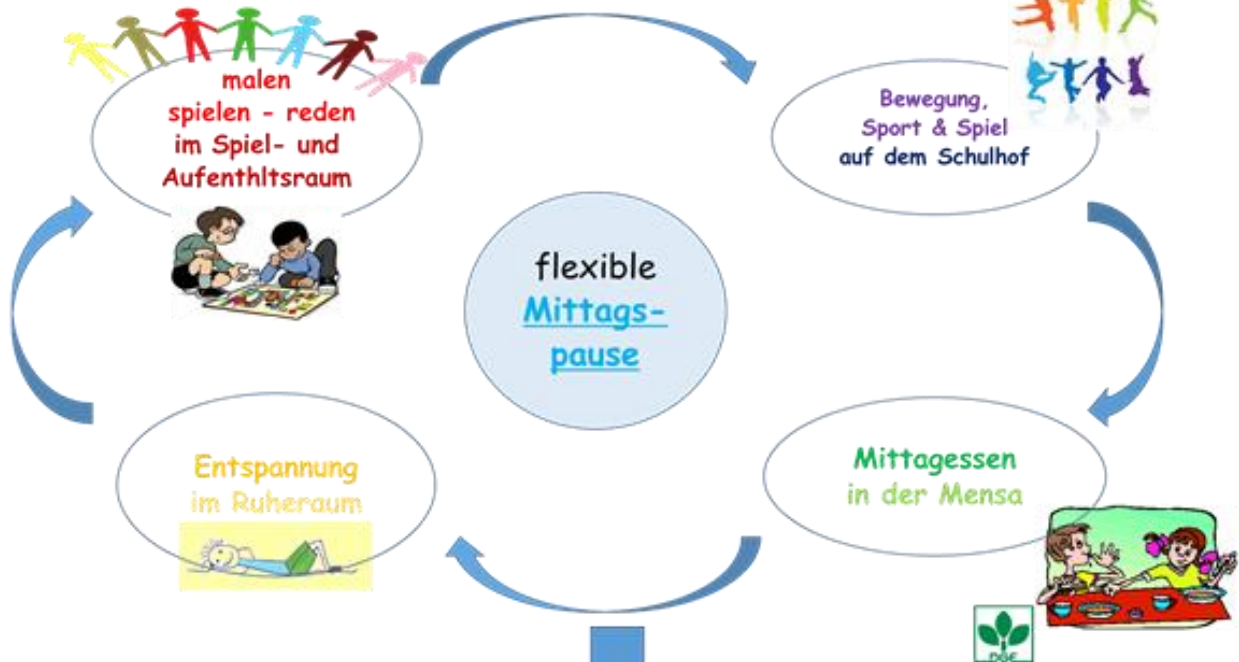 malen
spielen - reden
im Spiel- und
Aufenthltsraum
Bewegung,
Sport & Spiel
auf dem Schulhof
flexible
Mittags-
pause
Entspannung
im Ruheraum
Mittagessen
in der Mensa
DGE